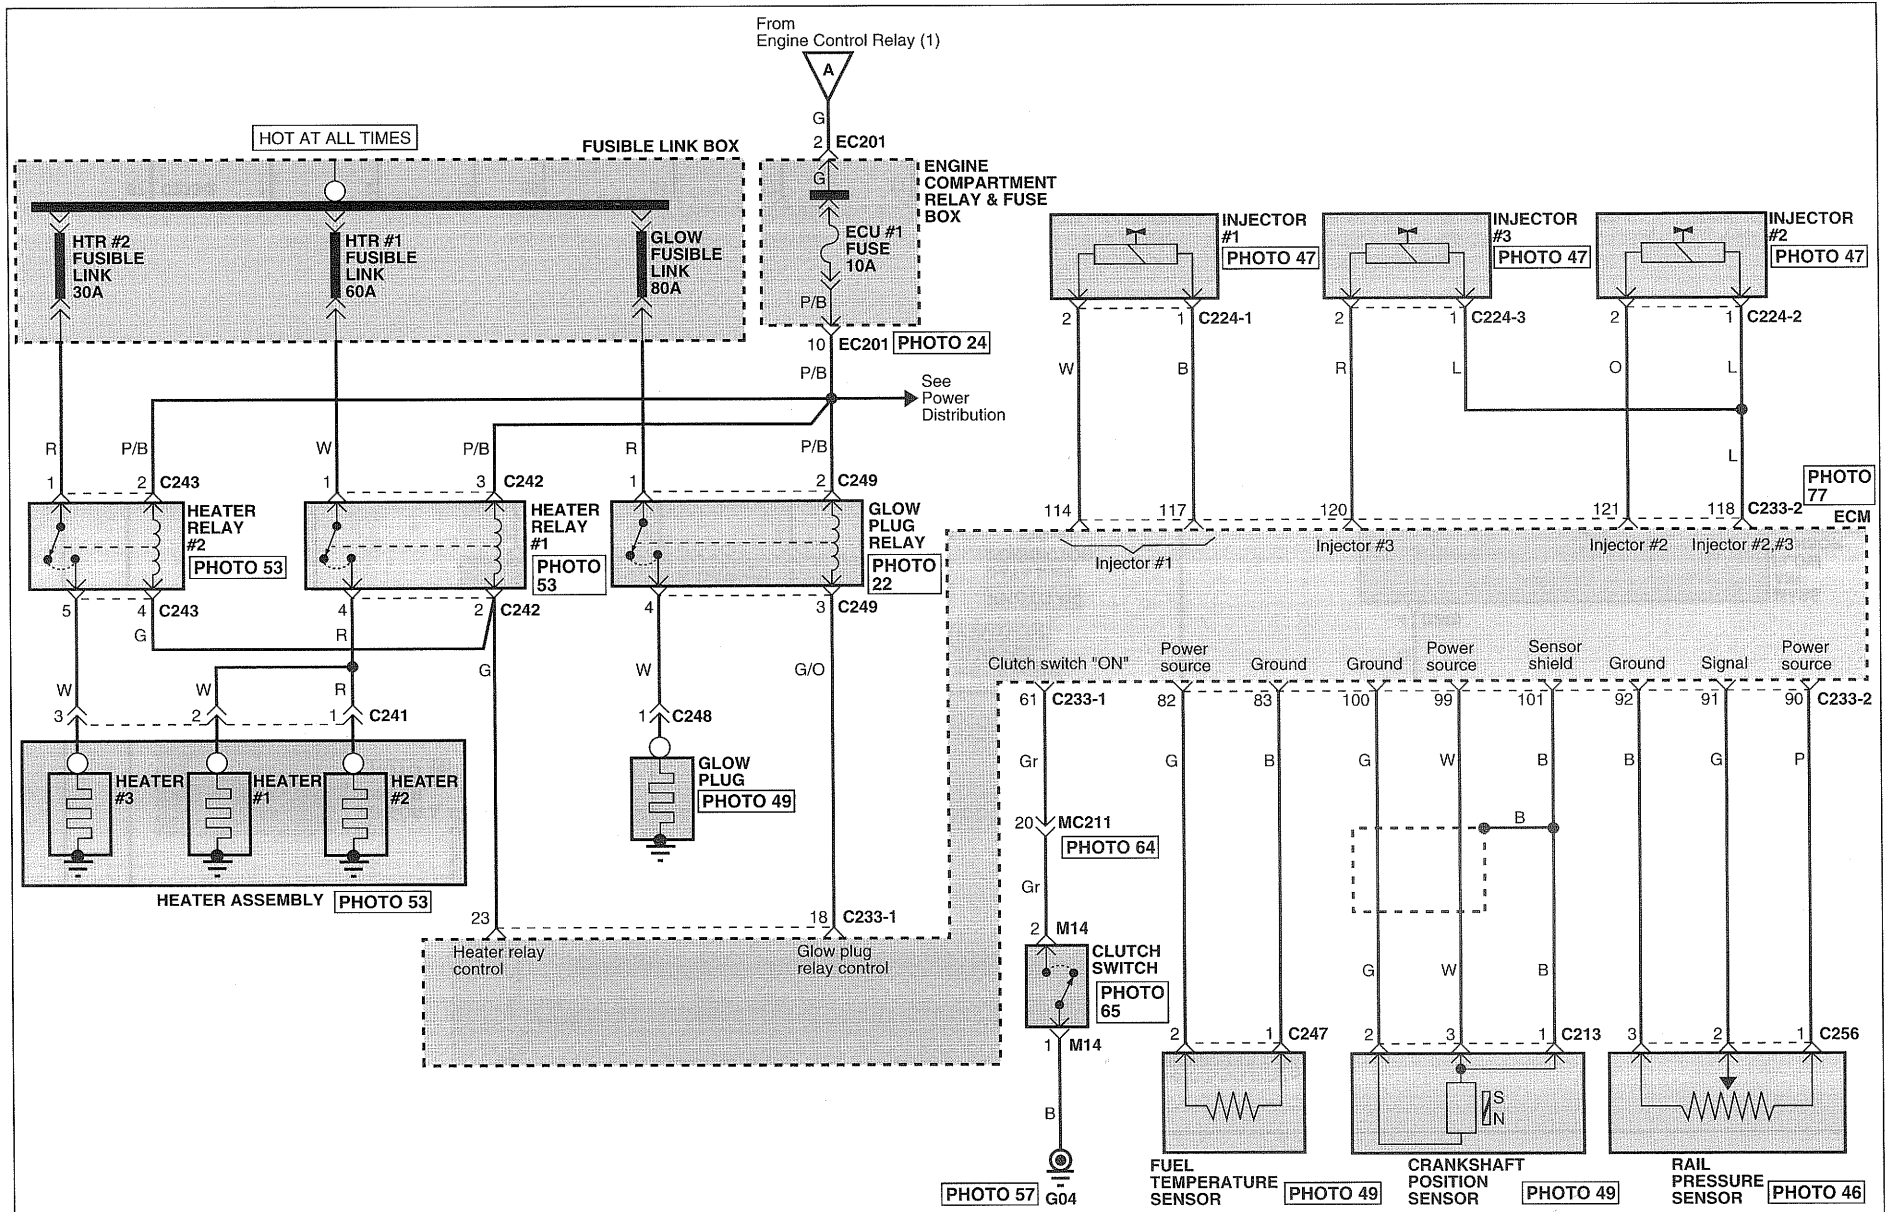 From
Engine Control Relay (1)
A
G
2 EC201
HOT AT ALL TIMES
FUSIBLE LINK BOX
G
ENGINE
COMPARTMENT
RELAY & FUSE
BOX
HTR #2
FUSIBLE
LINK
30A
HTR #1
FUSIBLE
LINK
60A
GLOW
FUSIBLE
LINK
80A
ECU #1
FUSE
10A
P/B
10 EC201 PHOTO 24
P/B
See
Power
Distribution
INJECTOR
#1
PHOTO 47
INJECTOR
#3
PHOTO 47
INJECTOR
#2
PHOTO 47
2 1 C224-1
2 1 C224-3
2 1 C224-2
W B R L O L
L
R P/B W P/B R P/B
1 2 C243
1 3 C242
1 2 C249
HEATER
RELAY
#2
PHOTO 53
HEATER
RELAY
#1
PHOTO
53
GLOW
PLUG
RELAY
PHOTO
22
PHOTO
77
114 117 120 121 118 C233-2
ECM
Injector #1
Injector #3
Injector #2
Injector #2,#3
5 4 C243
4 2 C242
4 3 C249
G R
W W R G W G/O
3 2 1 C241
1 C248
HEATER
#3
HEATER
#1
HEATER
#2
GLOW
PLUG
PHOTO 49
HEATER ASSEMBLY PHOTO 53
23 18 C233-1
Heater relay
control
Glow plug
relay control
Clutch switch "ON"
Power
source
Ground
Ground
Power
source
Sensor
shield
Ground
Signal
Power
source
61 C233-1 82 83 100 99 101 92 91 90 C233-2
Gr G B G W B B G P
20 MC211
PHOTO 64
B
Gr
2 M14
CLUTCH
SWITCH
PHOTO
65
G W B
1 M14
2 1 C247
2 3 1 C213
3 2 1 C256
S
N
B
PHOTO 57 G04
FUEL
TEMPERATURE
SENSOR
PHOTO 49
CRANKSHAFT
POSITION
SENSOR
PHOTO 49
RAIL
PRESSURE
SENSOR
PHOTO 46